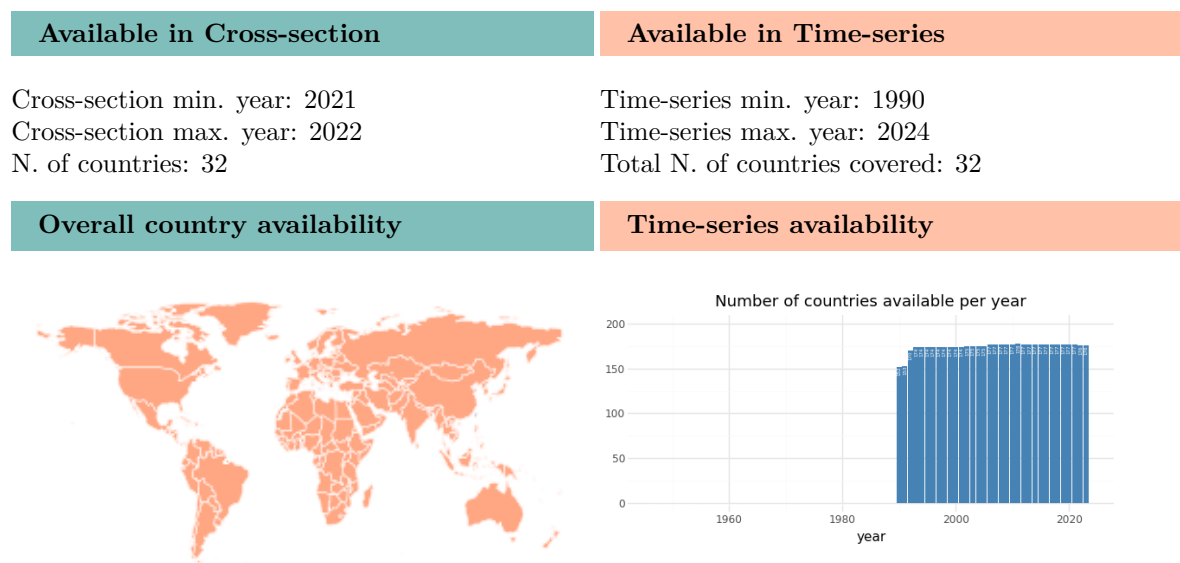 Available in Cross-section
Available in Time-series
Cross-section min. year: 2021
Cross-section max. year: 2022
N. of countries: 32
Time-series min. year: 1990
Time-series max. year: 2024
Total N. of countries covered: 32
Overall country availability
Time-series availability
Number of countries available per year
200
150
100
50
0
1960 1980 2000 2020
year